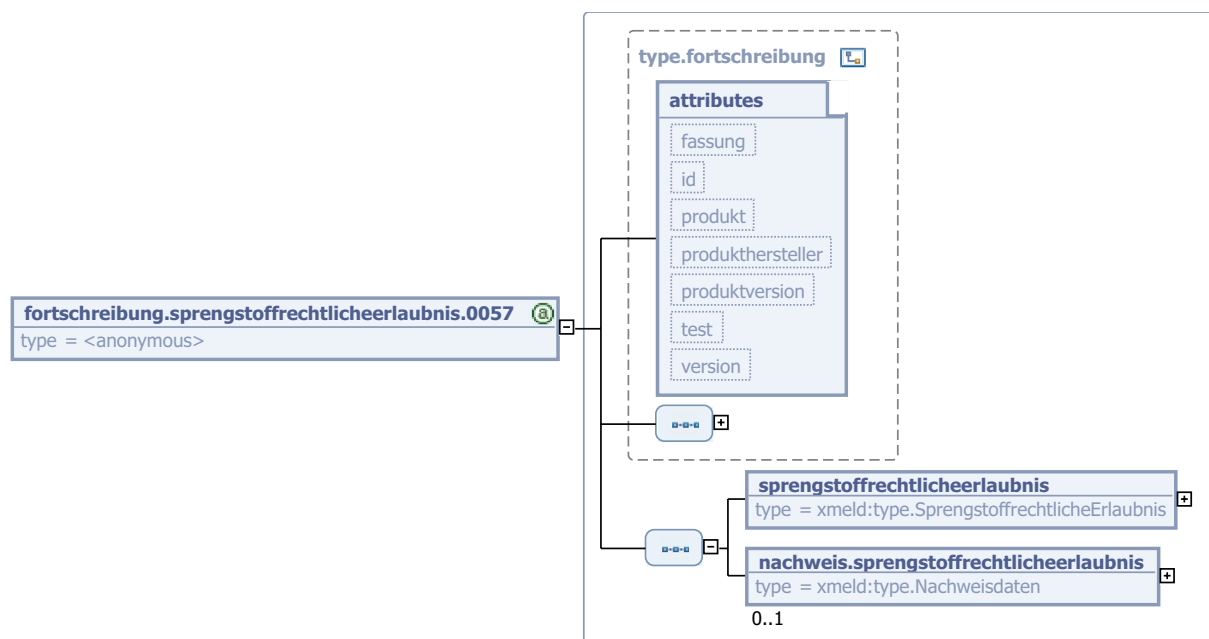 type.fortschreibung
attributes
fassung
id
produkt
produkthersteller
produktversion
test
version
fortschreibung.sprengstoffrechtlicheerlaubnis.0057 @
type = <anonymous>
sprengstoffrechtlicheerlaubnis
type = xmeld:type.SprengstoffrechtlicheErlaubnis
nachweis.sprengstoffrechtlicheerlaubnis
type = xmeld:type.Nachweisdaten
0..1